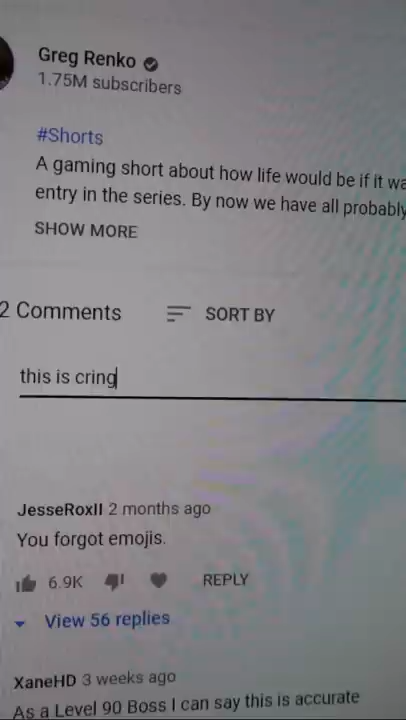 Greg Renko
1.75M subscribers
#Shorts
A gaming short about how life would be if it wa
entry in the series. By now we have all probably
SHOW MORE
2 Comments SORT BY
this is cring
JesseRoxII 2 months ago
You forgot emojis.
6.9K REPLY
View 56 replies
XaneHD 3 weeks ago
As a Level 90 Boss I can say this is accurate